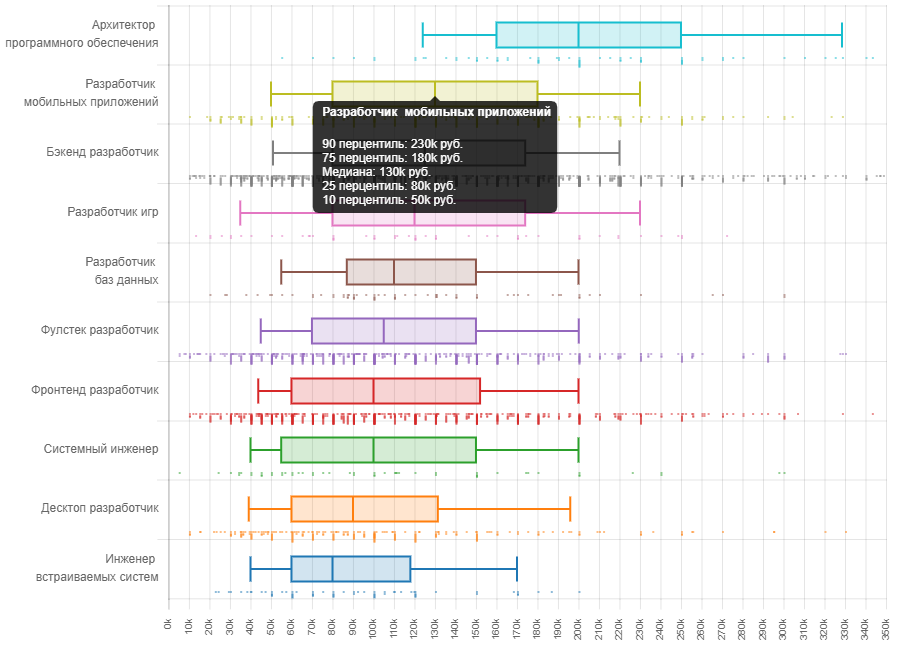 Архитектор
программного обеспечения
Разработчик
мобильных приложений
Разработчик  мобильных приложений
90 перцентиль: 230k руб.
75 перцентиль: 180k руб.
Медиана: 130k руб.
25 перцентиль: 80k руб.
10 перцентиль: 50k руб.
Бэкенд разработчик
Разработчик игр
Разработчик
баз данных
Фулстек разработчик
Фронтенд разработчик
Системный инженер
Десктоп разработчик
Инженер
встраиваемых систем
0k
10k
20k
30k
40k
50k
60k
70k
80k
90k
100k
110k
120k
130k
140k
150k
160k
170k
180k
190k
200k
210k
220k
230k
240k
250k
260k
270k
280k
290k
300k
310k
320k
330k
340k
350k